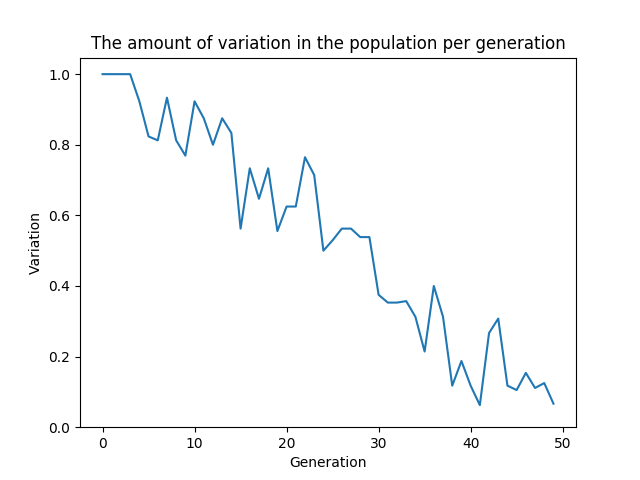 The amount of variation in the population per generation
1.0
0.8
0.6
0.4
0.2
0.0
Variation
0 10 20 30 40 50
Generation